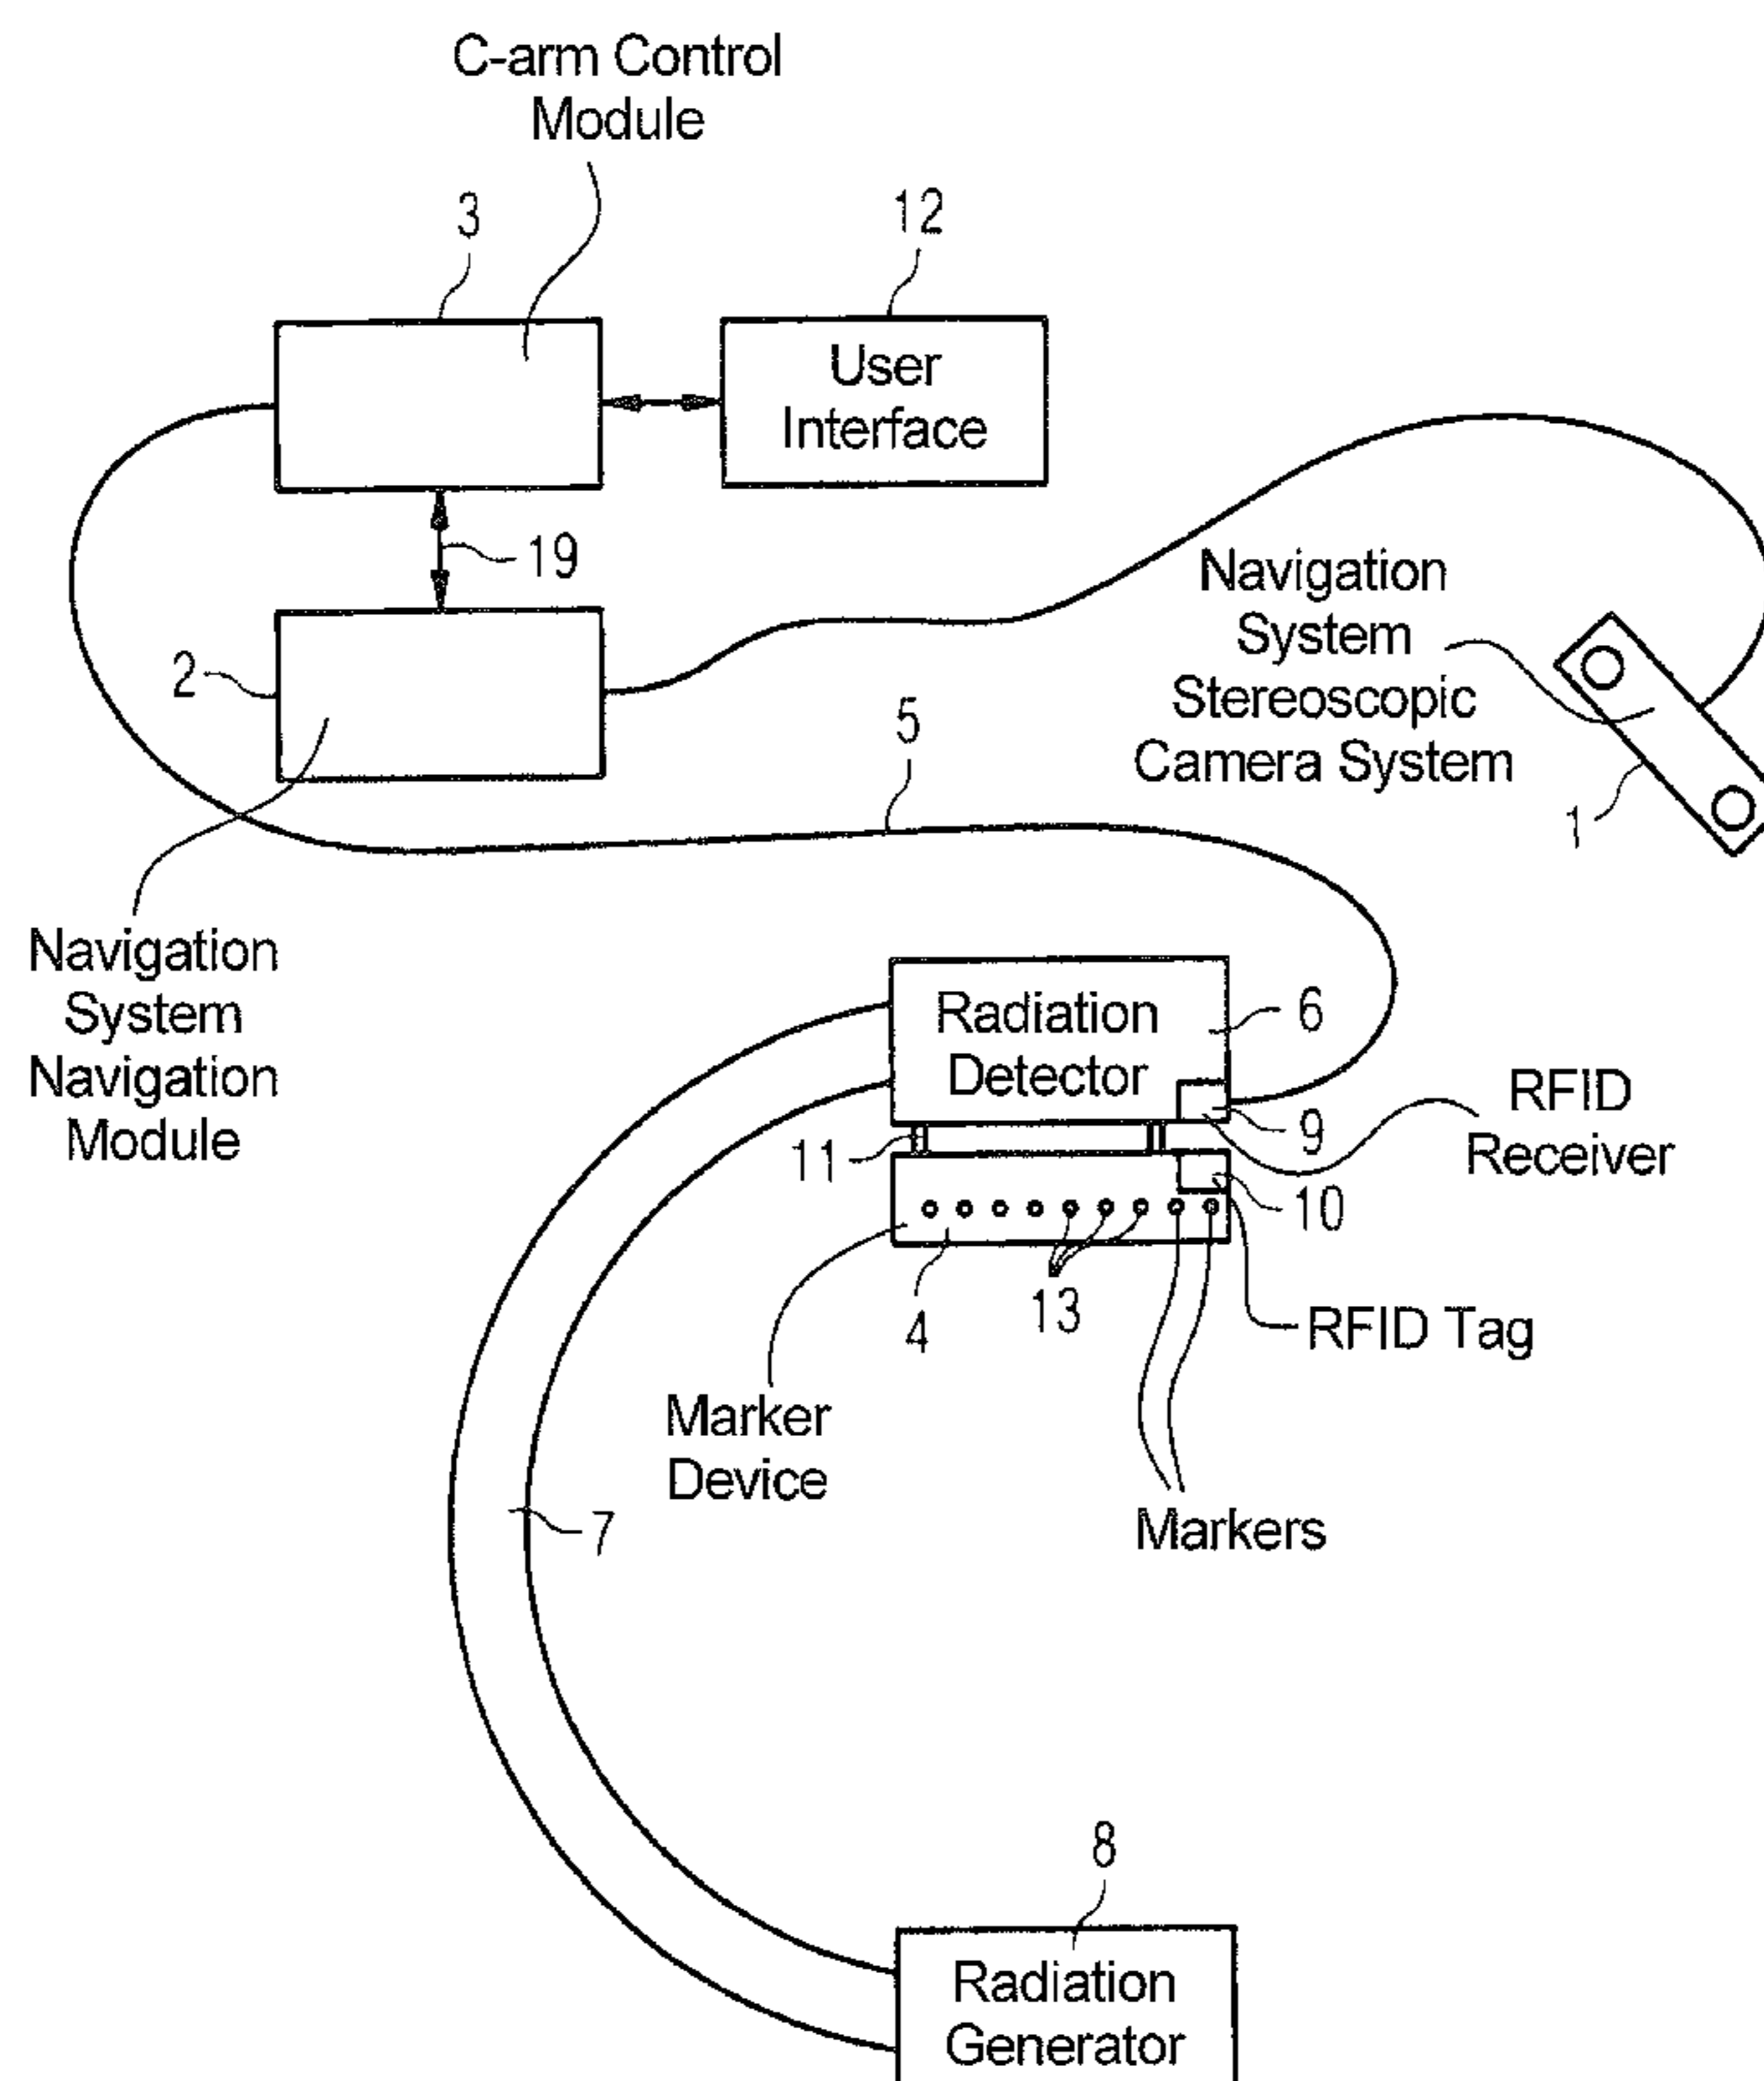 C-arm Control
Module
3
12
User
Interface
19
Navigation
System
Stereoscopic
Camera System
2
5
1
Navigation
System
Navigation
Module
Radiation
Detector
6
RFID
Receiver
9
11
10
13
4
RFID Tag
Marker
Device
Markers
7
8
Radiation
Generator